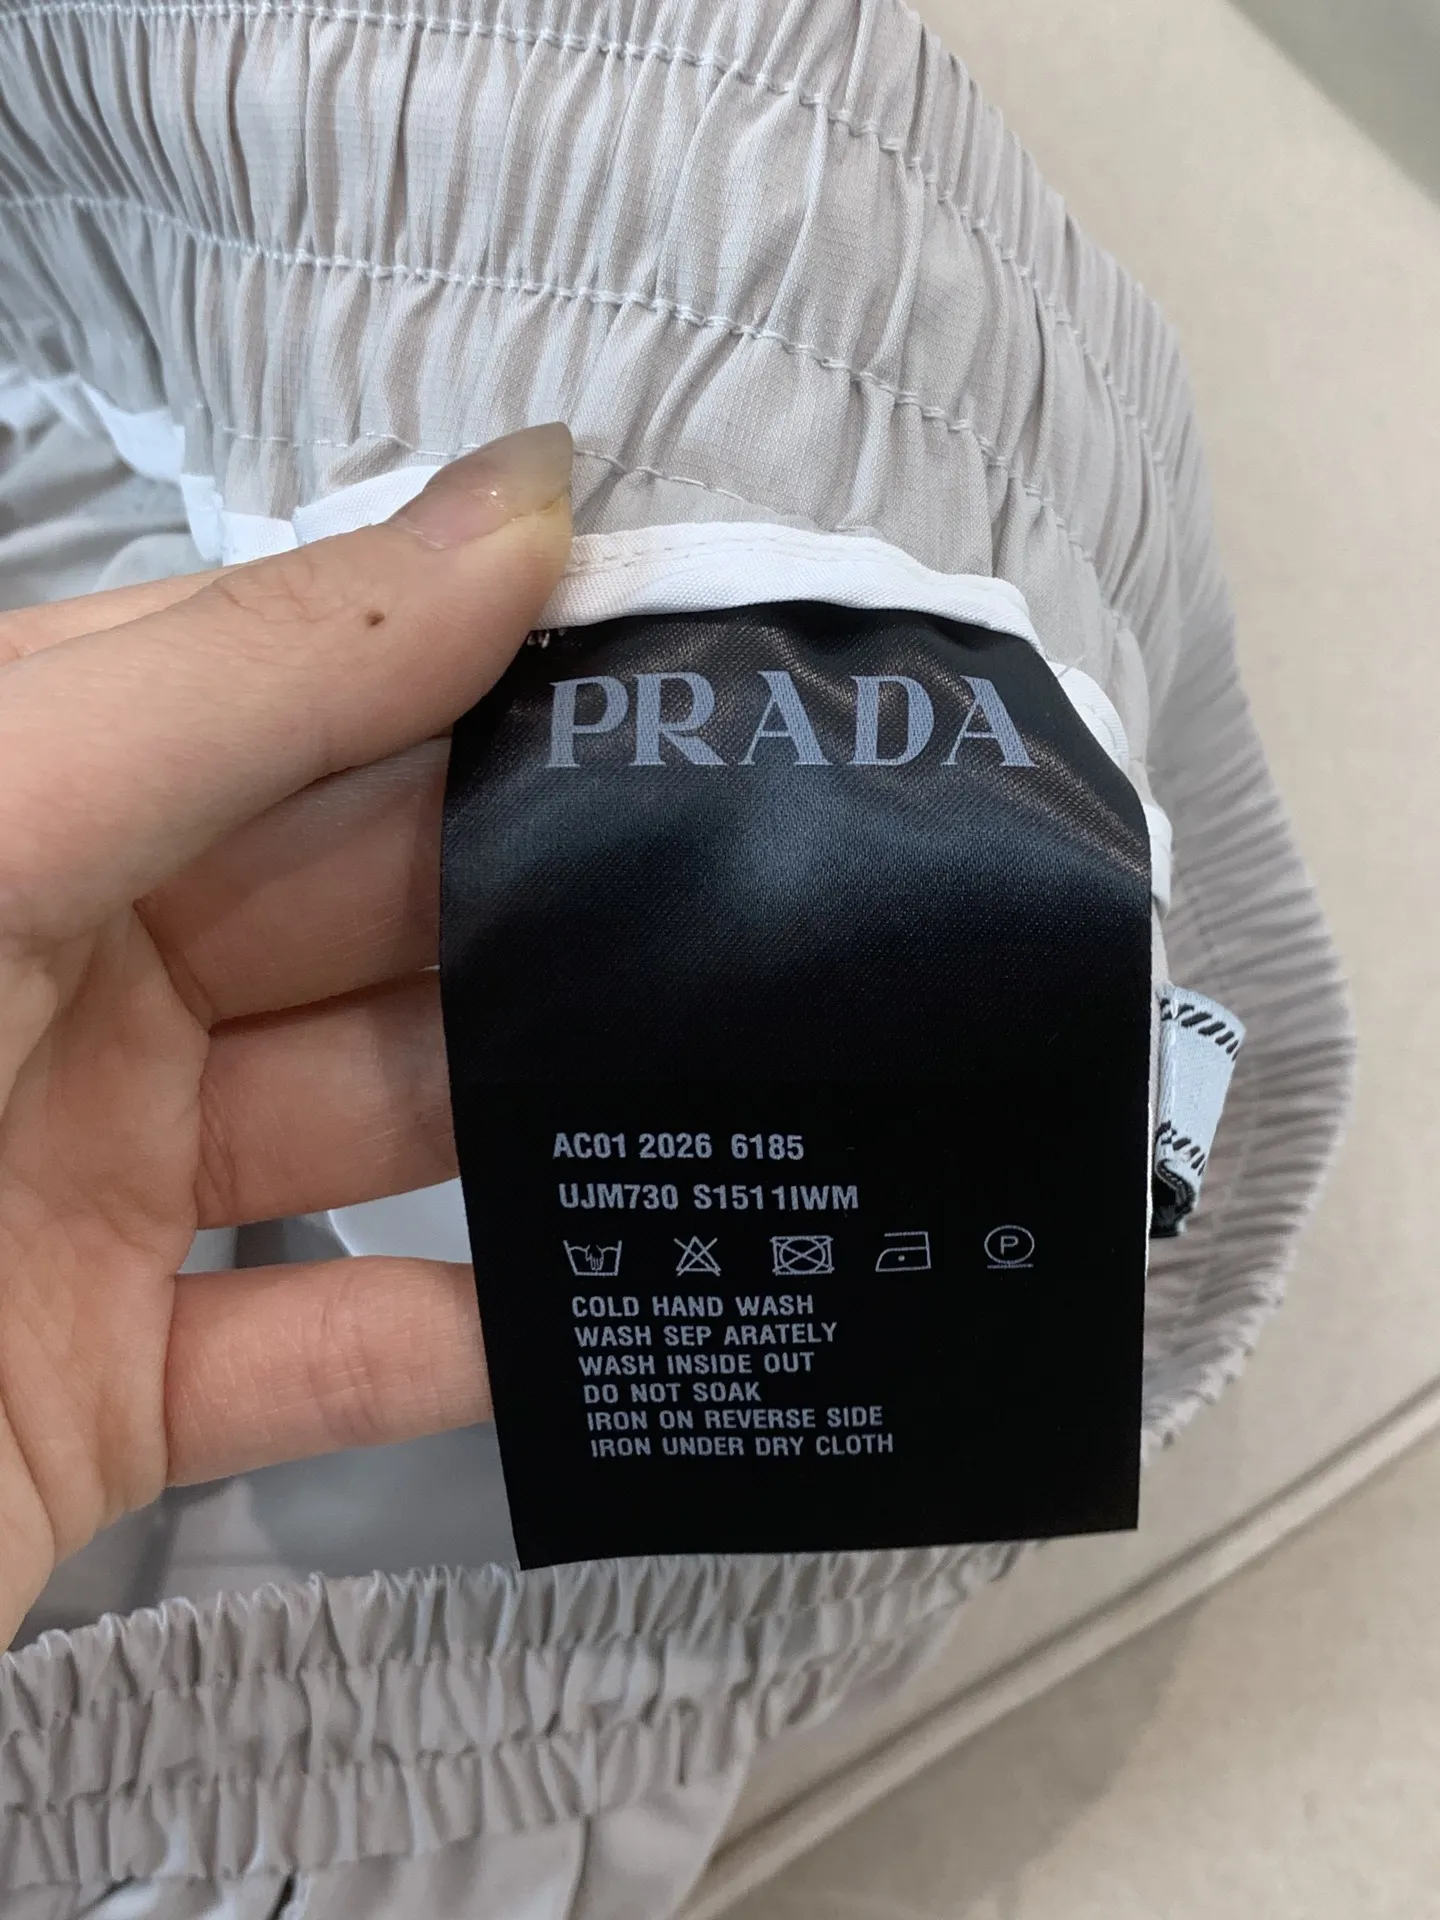 PRADA
AC01 2026 6185
UJM730 S1511IWM
P
COLD HAND WASH
WASH SEP ARATELY
WASH INSIDE OUT
DO NOT SOAK
IRON ON REVERSE SIDE
IRON UNDER DRY CLOTH